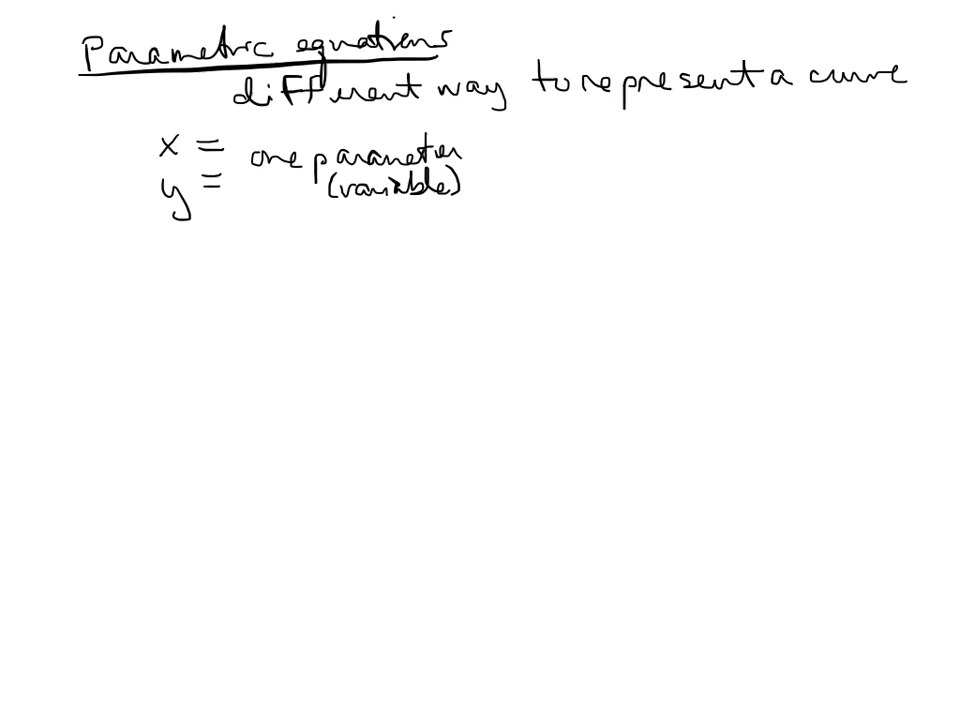 Parametric equations
different way to represent a curve
x = one parameter
y = (variable)